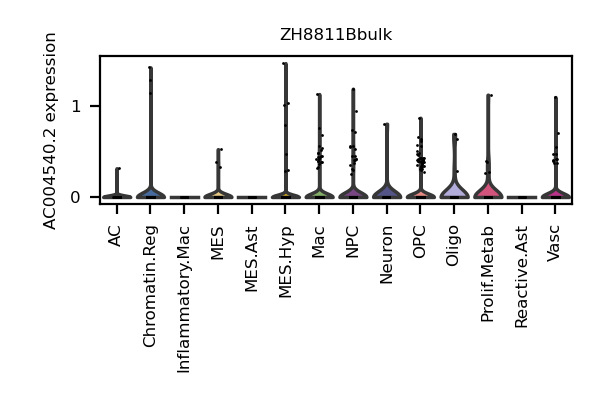 ZH8811Bbulk
AC004540.2 expression
1
0
AC
Chromatin.Reg
Inflammatory.Mac
MES
MES.Ast
MES.Hyp
Mac
NPC
Neuron
OPC
Oligo
Prolif.Metab
Reactive.Ast
Vasc